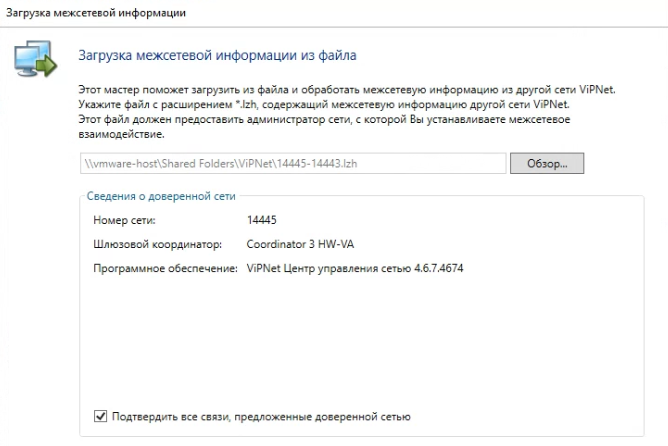 Загрузка межсетевой информации
Загрузка межсетевой информации из файла
Этот мастер поможет загрузить из файла и обработать межсетевую информацию из другой сети ViPNet.
Укажите файл с расширением *.lzh, содержащий межсетевую информацию другой сети ViPNet.
Этот файл должен предоставить администратор сети, с которой Вы устанавливаете межсетевое
взаимодействие.
\\vmware-host\Shared Folders\ViPNet\14445-14443.lzh Обзор...
Сведения о доверенной сети
Номер сети: 14445
Шлюзовой координатор: Coordinator 3 HW-VA
Программное обеспечение: ViPNet Центр управления сетью 4.6.7.4674
Подтвердить все связи, предложенные доверенной сетью